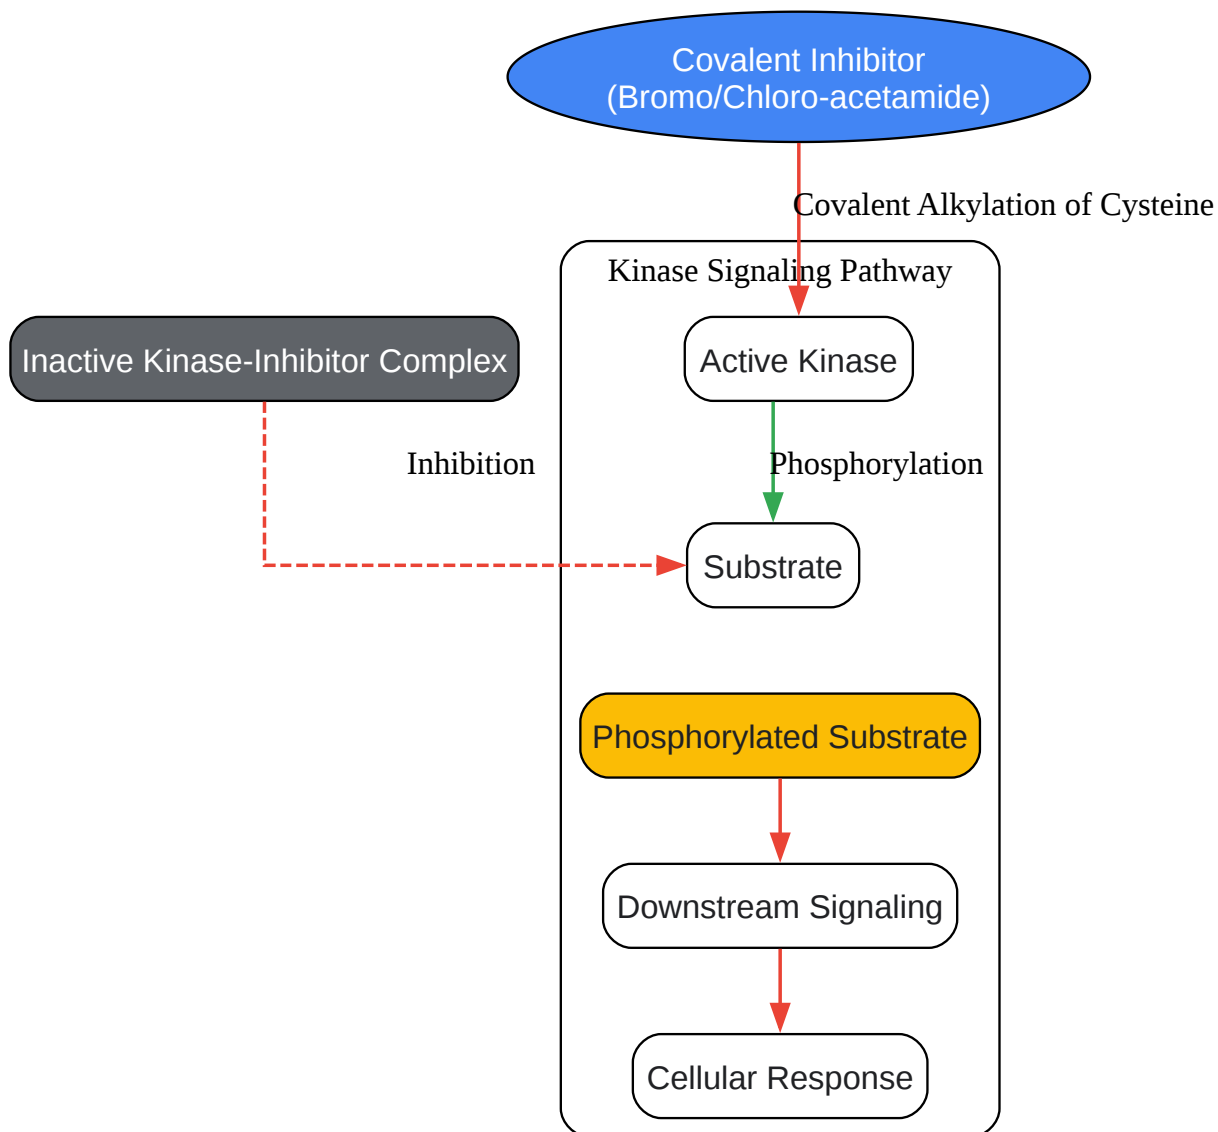 Covalent Inhibitor
(Bromo/Chloro-acetamide)
Covalent Alkylation of Cysteine
Kinase Signaling Pathway
Inactive Kinase-Inhibitor Complex
Active Kinase
Inhibition
Phosphorylation
Substrate
Phosphorylated Substrate
Downstream Signaling
Cellular Response